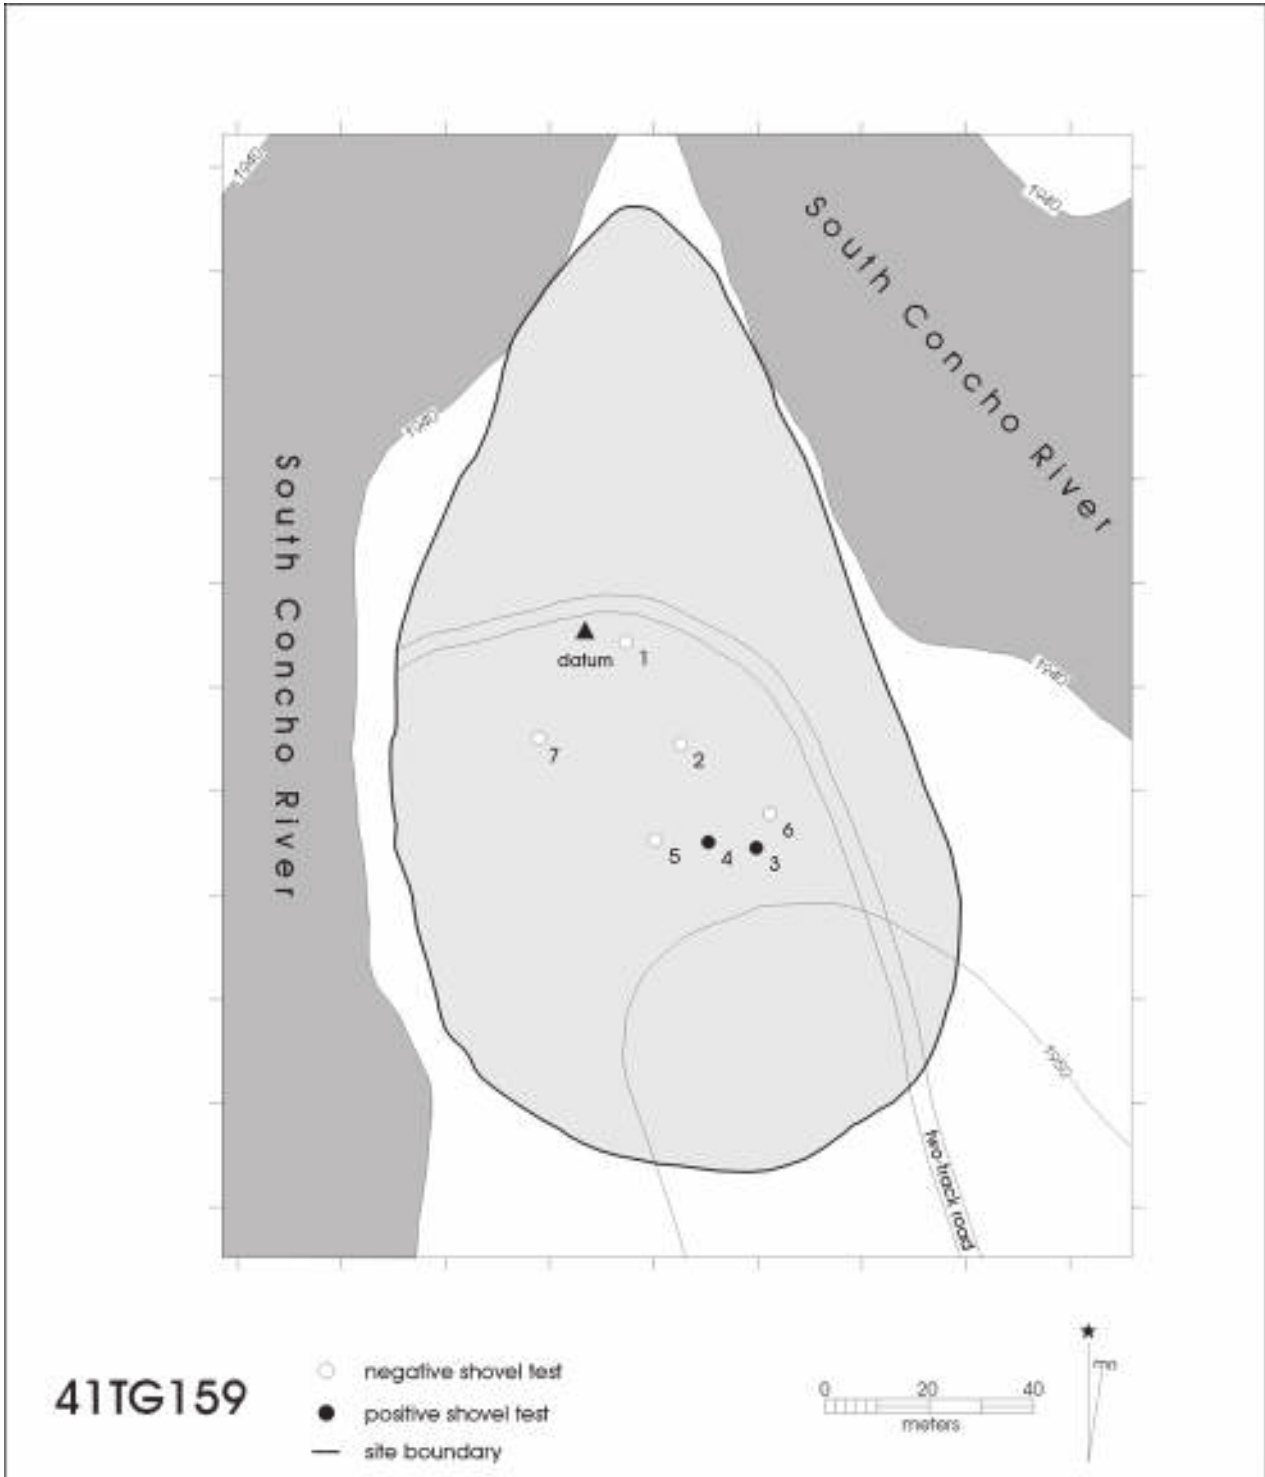 1940
1940
South Concho River
1940
South Concho River
datum
1
1940
7
2
6
5
4
3
1950
two-track road
mn
41TG159
negative shovel test
positive shovel test
site boundary
0 20 40
meters